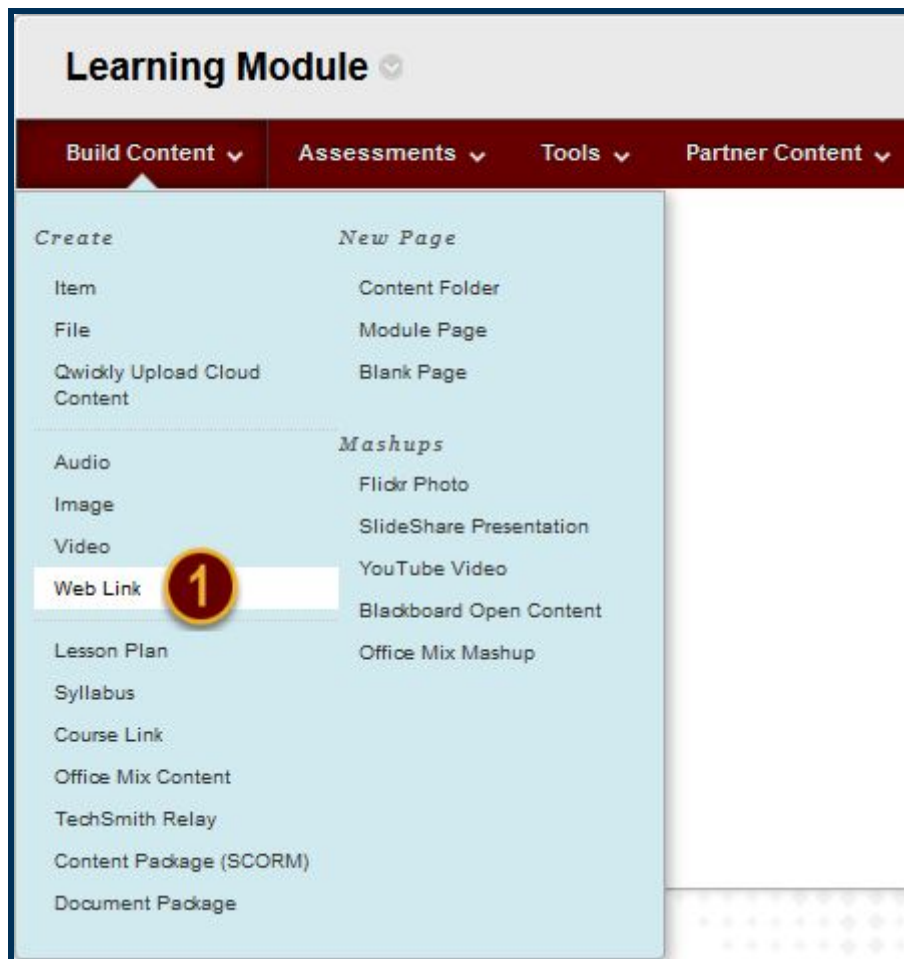 Learning Module
Build Content
Assessments
Tools
Partner Content
Create
Item
File
Qwickly Upload Cloud
Content
Audio
Image
Video
Web Link
1
Lesson Plan
Syllabus
Course Link
Office Mix Content
TechSmith Relay
Content Package (SCORM)
Document Package
New Page
Content Folder
Module Page
Blank Page
Mashups
Flickr Photo
SlideShare Presentation
YouTube Video
Blackboard Open Content
Office Mix Mashup